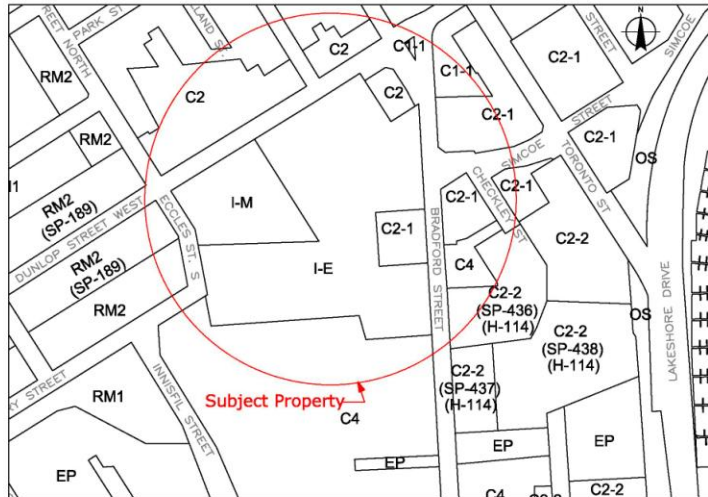 PARK ST
N
SIMCOE
STREET
C2
C1-1
C1-1
C2-1
RM2
C2
C2
C2-1
C2-1
RM2
RM2
(SP-189)
DUNLOP STREET WEST
ECCLES ST. S
I-M
I-E
C2-1
BRADFORD STREET
C2-1
CHECKLEY ST
SIMCOE STREET
C2-1
TORONTO ST
OS
C2-2
C4
RM2
(SP-189)
RM2
C2-2
(SP-436)
(H-114)
C2-2
(SP-438)
(H-114)
OS
LAKESHORE DRIVE
C2-2
(SP-437)
(H-114)
RM1
INNISFIL STREET
Subject Property
C4
EP
EP
EP
EP
C4
C2-2